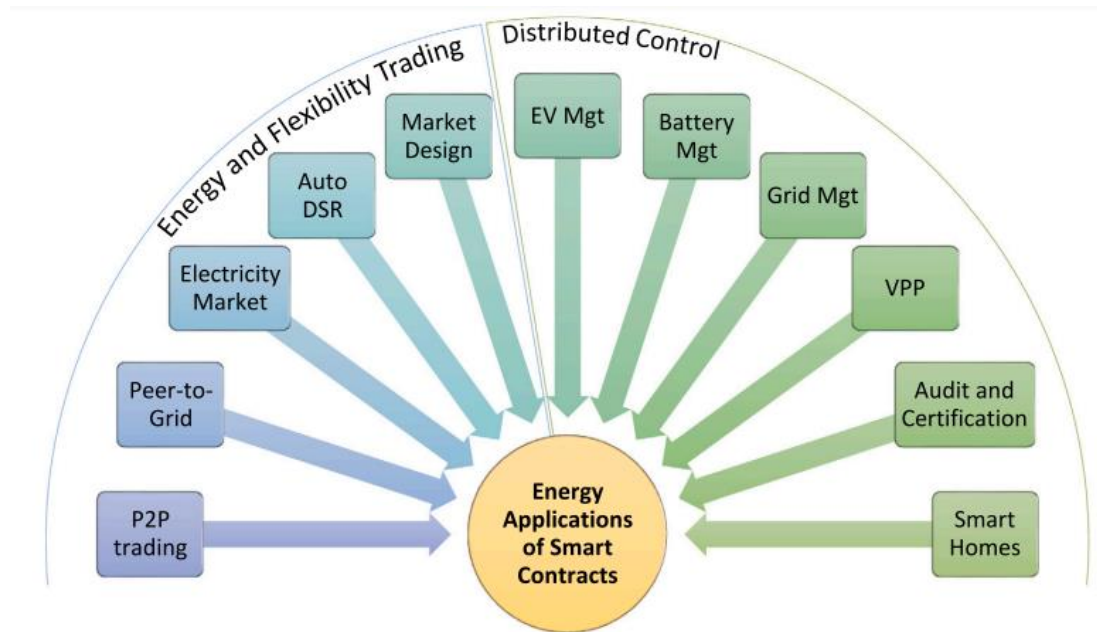 Energy and Flexibility Trading
Distributed Control
P2P
trading
Peer-to-
Grid
Electricity
Market
Auto
DSR
Market
Design
EV Mgt
Battery
Mgt
Grid Mgt
VPP
Audit and
Certification
Smart
Homes
Energy
Applications
of Smart
Contracts